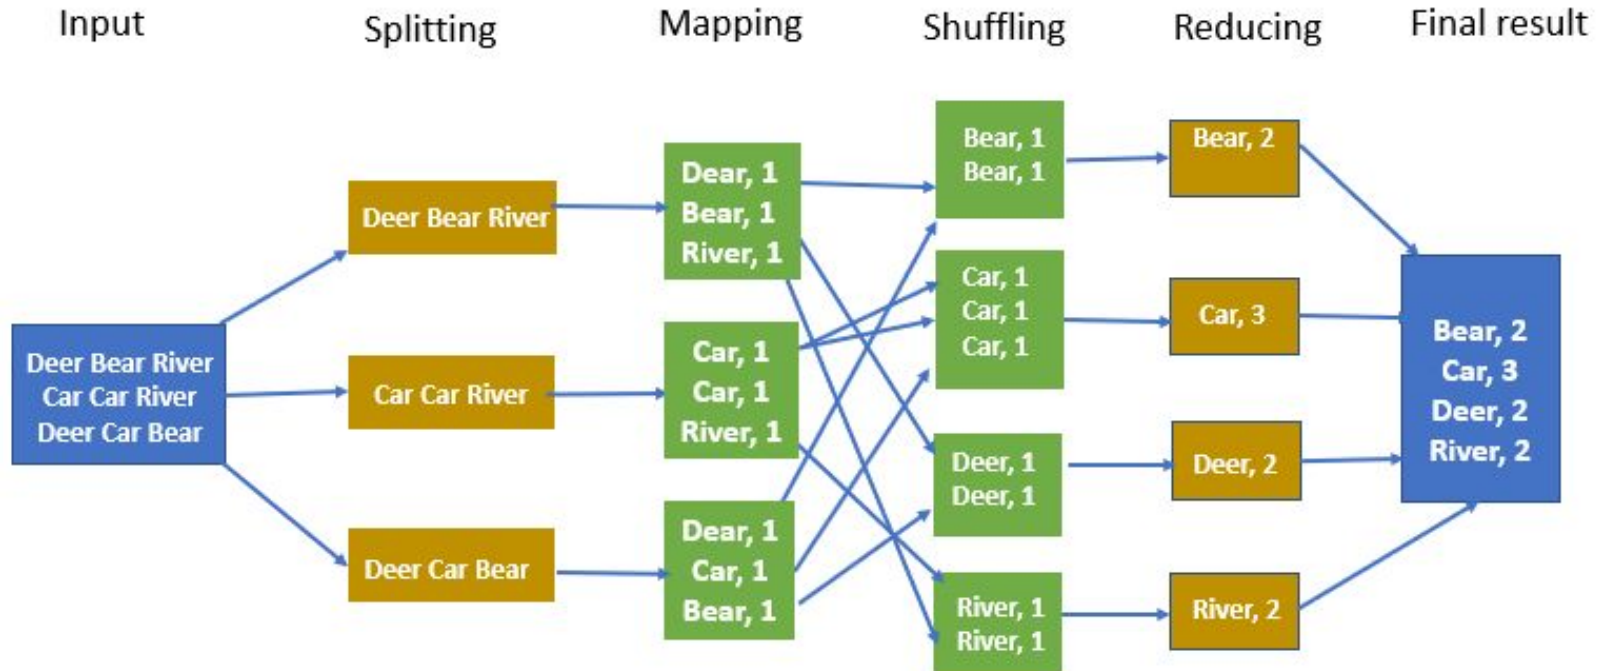 Input
Splitting
Mapping
Shuffling
Reducing
Final result
Deer Bear River
Car Car River
Deer Car Bear
Deer Bear River
Car Car River
Deer Car Bear
Dear, 1
Bear, 1
River, 1
Car, 1
Car, 1
River, 1
Dear, 1
Car, 1
Bear, 1
Bear, 1
Bear, 1
Car, 1
Car, 1
Car, 1
Deer, 1
Deer, 1
River, 1
River, 1
Bear, 2
Car, 3
Deer, 2
River, 2
Bear, 2
Car, 3
Deer, 2
River, 2